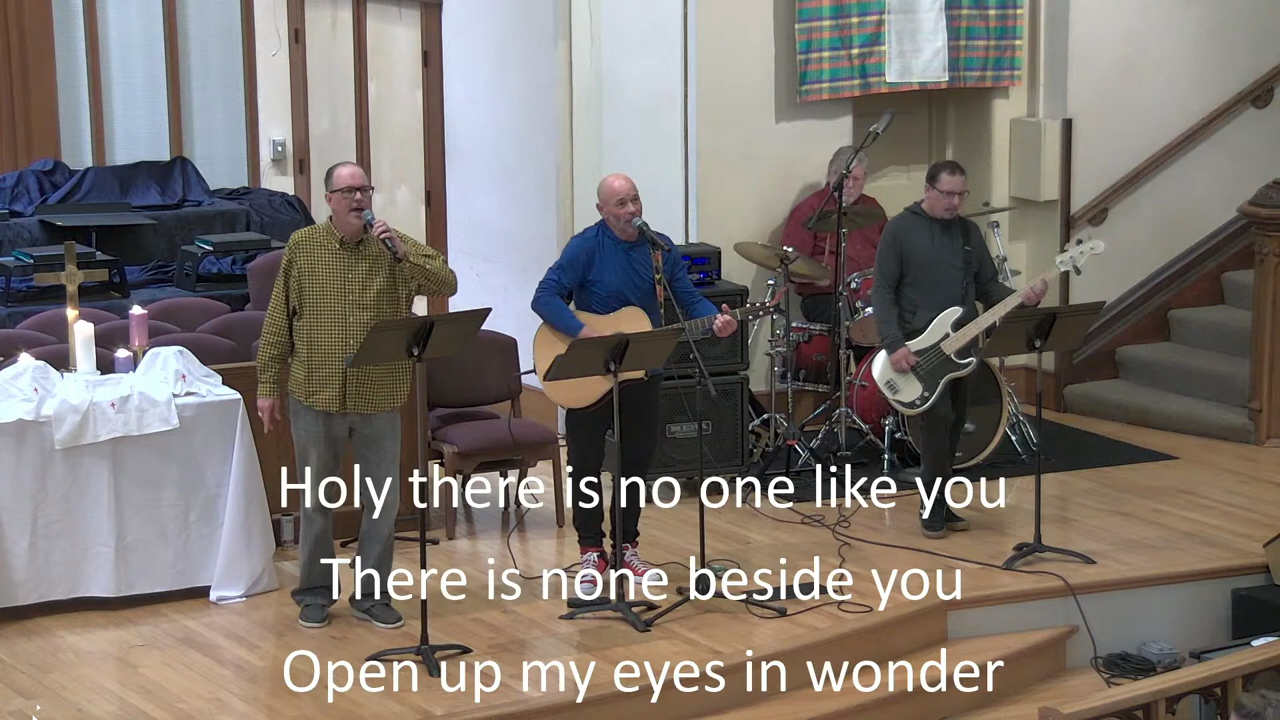 Holy there is no one like you
There is none beside you
Open up my eyes in wonder